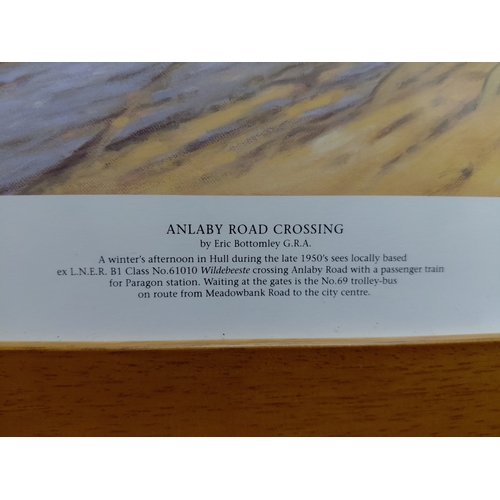 ANLABY ROAD CROSSING
by Eric Bottomley G.R.A.
A winter's afternoon in Hull during the late 1950's sees locally based
ex L.N.E.R. B1 Class No.61010 Wildebeeste crossing Anlaby Road with a passenger train
for Paragon station. Waiting at the gates is the No.69 trolley-bus
on route from Meadowbank Road to the city centre.